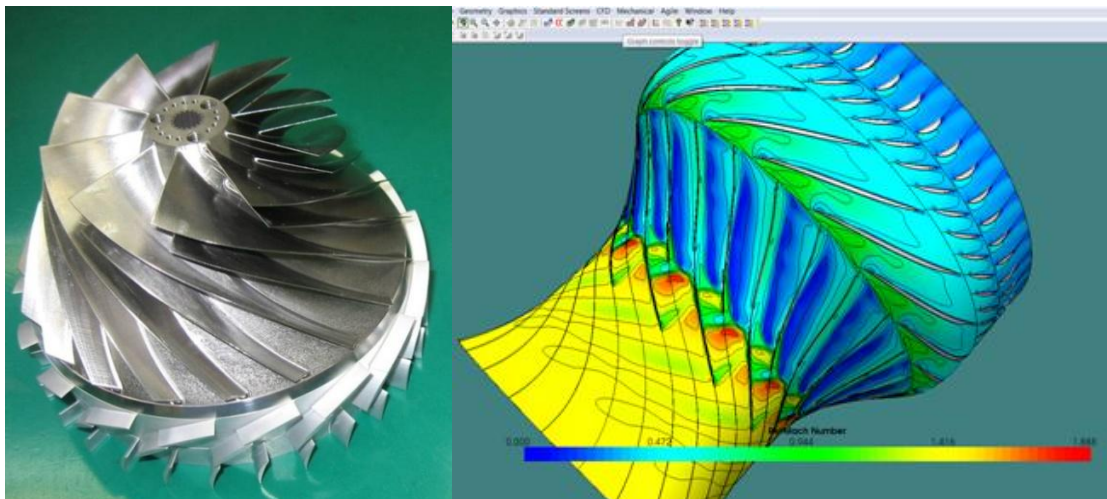 Geometry Graphics Standard Screens CFD Mechanical Agile Window Help
Graph controls toggle
Mach Number
0.000 0.472 0.944 1.416 1.888